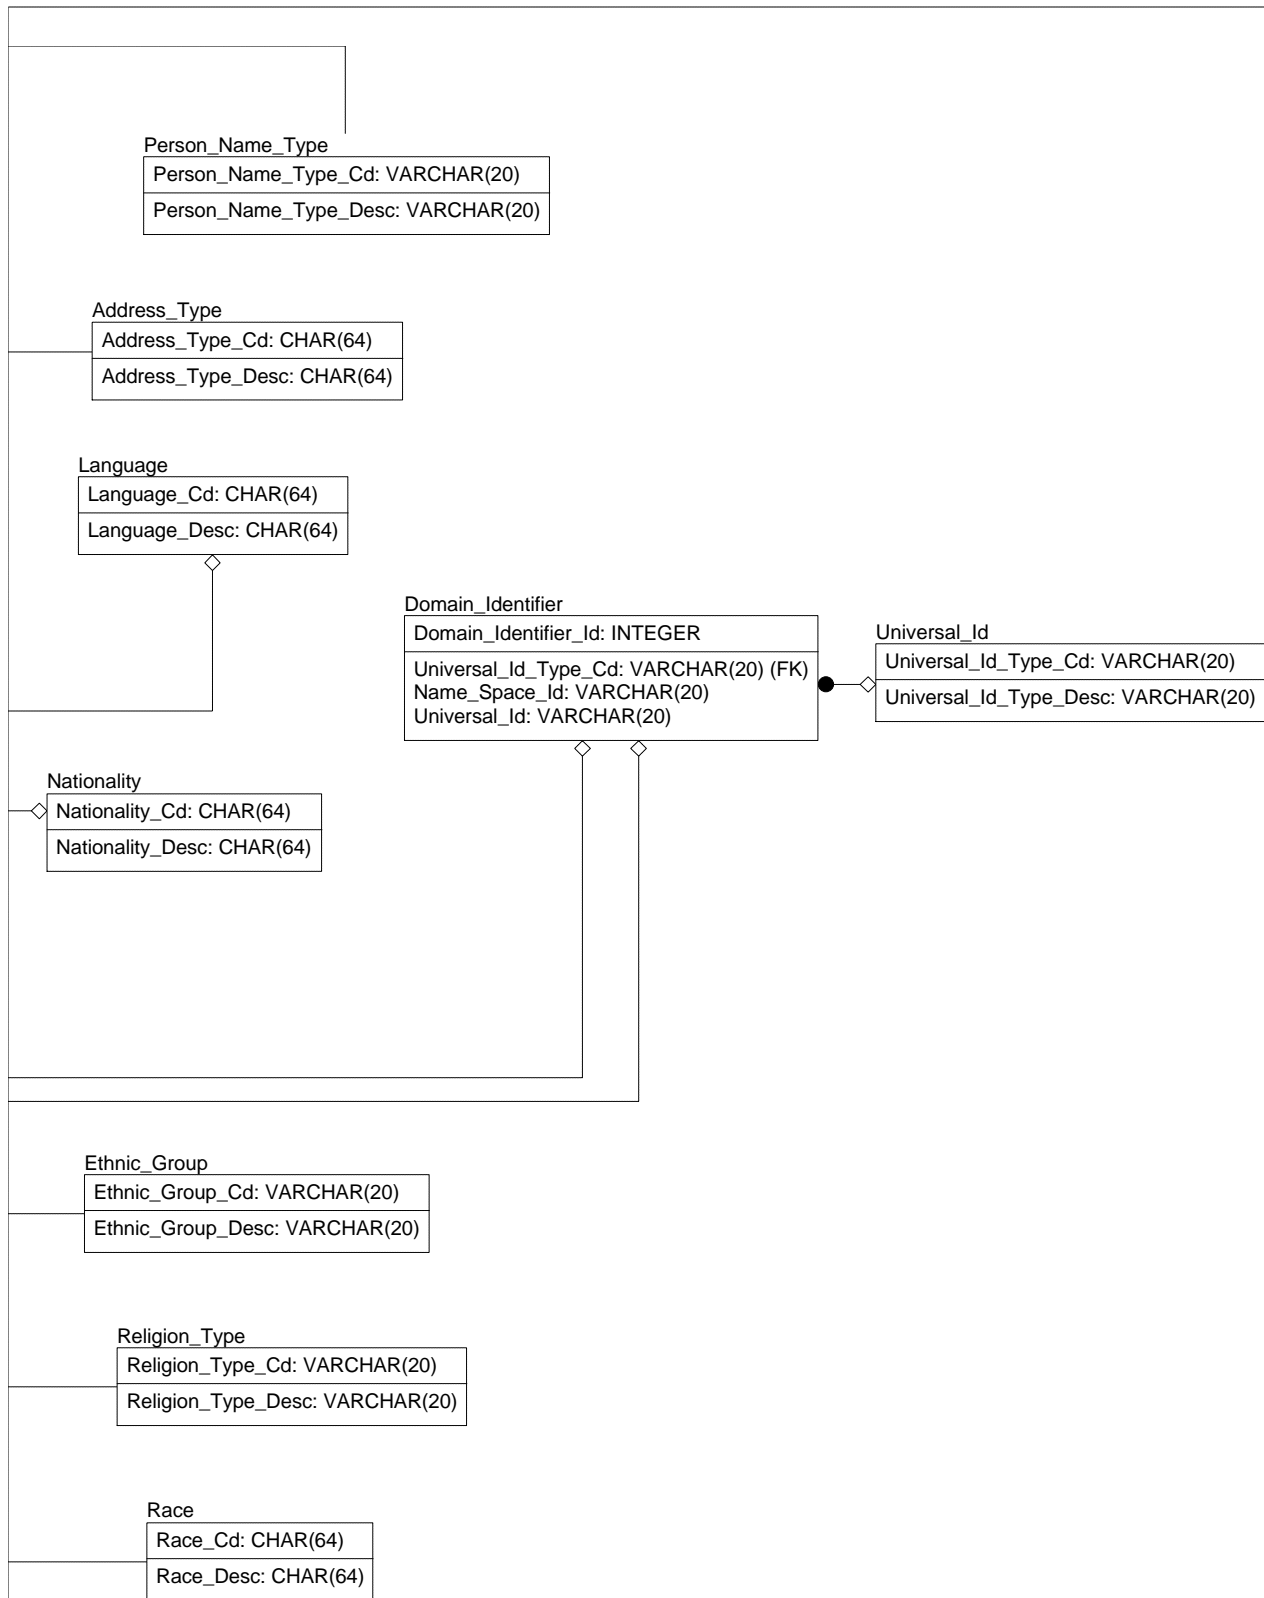 Person_Name_Type
Person_Name_Type_Cd: VARCHAR(20)
Person_Name_Type_Desc: VARCHAR(20)
Address_Type
Address_Type_Cd: CHAR(64)
Address_Type_Desc: CHAR(64)
Language
Language_Cd: CHAR(64)
Language_Desc: CHAR(64)
Domain_Identifier
Domain_Identifier_Id: INTEGER
Universal_Id_Type_Cd: VARCHAR(20) (FK)
Name_Space_Id: VARCHAR(20)
Universal_Id: VARCHAR(20)
Universal_Id
Universal_Id_Type_Cd: VARCHAR(20)
Universal_Id_Type_Desc: VARCHAR(20)
Nationality
Nationality_Cd: CHAR(64)
Nationality_Desc: CHAR(64)
Ethnic_Group
Ethnic_Group_Cd: VARCHAR(20)
Ethnic_Group_Desc: VARCHAR(20)
Religion_Type
Religion_Type_Cd: VARCHAR(20)
Religion_Type_Desc: VARCHAR(20)
Race
Race_Cd: CHAR(64)
Race_Desc: CHAR(64)